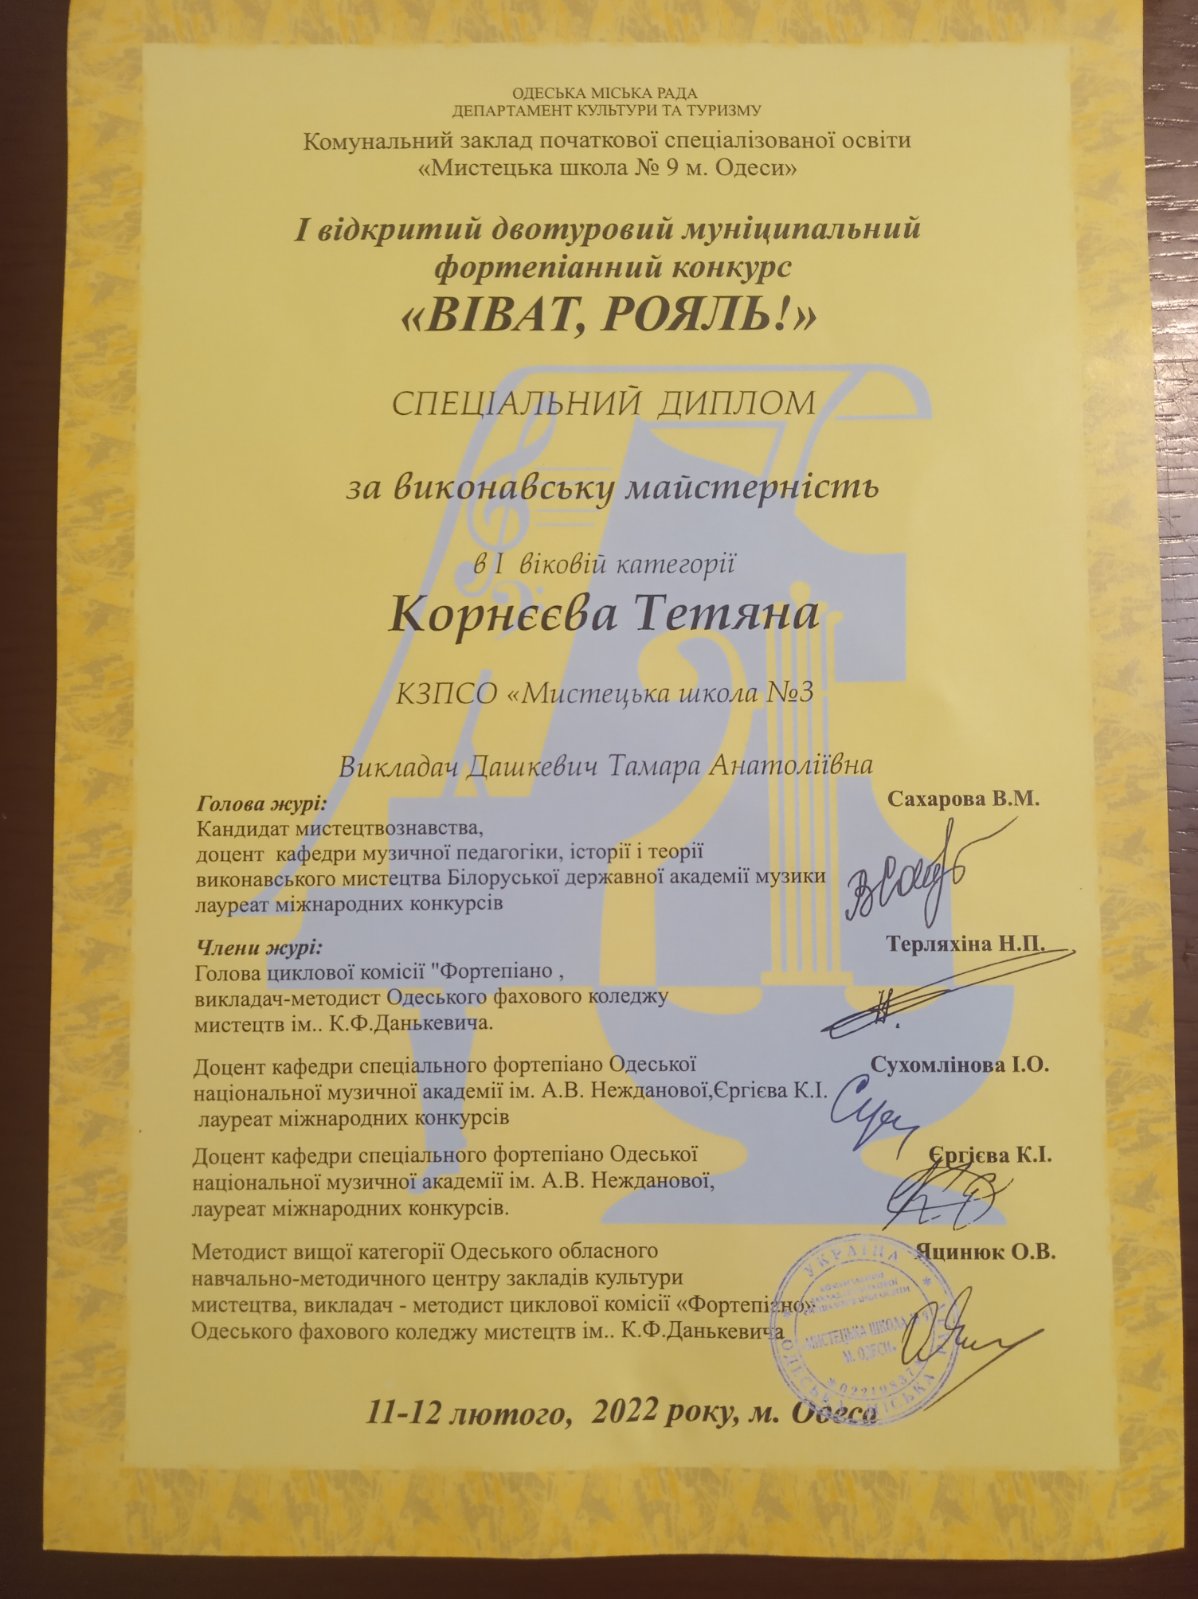 ОДЕСЬКА МІСЬКА РАДА
ДЕПАРТАМЕНТ КУЛЬТУРИ ТА ТУРИЗМУ
Комунальний заклад початкової спеціалізованої освіти
«Мистецька школа № 9 м. Одеси»
І відкритий двотуровий муніципальний
фортепіанний конкурс
«ВІВАТ, РОЯЛЬ!»
СПЕЦІАЛЬНИЙ ДИПЛОМ
за виконавську майстерність
в І віковій категорії
Корнєєва Тетяна
КЗПСО «Мистецька школа №3
Викладач Дашкевич Тамара Анатоліївна
Голова журі: Сахарова В.М.
Кандидат мистецтвознавства,
доцент кафедри музичної педагогіки, історії і теорії
виконавського мистецтва Білоруської державної академії музики
лауреат міжнародних конкурсів
Члени журі: Терляхіна Н.П.
Голова циклової комісії "Фортепіано ,
викладач-методист Одеського фахового коледжу
мистецтв ім.. К.Ф.Данькевича.
Доцент кафедри спеціального фортепіано Одеської Сухомлінова І.О.
національної музичної академії ім. А.В. Нежданової,Єргієва К.І.
лауреат міжнародних конкурсів
Доцент кафедри спеціального фортепіано Одеської Єргієва К.І.
національної музичної академії ім. А.В. Нежданової,
лауреат міжнародних конкурсів.
Методист вищої категорії Одеського обласного Яцинюк О.В.
навчально-методичного центру закладів культури
мистецтва, викладач - методист циклової комісії «Фортепіано»
Одеського фахового коледжу мистецтв ім.. К.Ф.Данькевича
УКРАЇНА
МИСТЕЦЬКА ШКОЛА
М. ОДЕСИ
ОДЕСЬКА МІСЬКА РАДА
11-12 лютого, 2022 року, м. Одеса